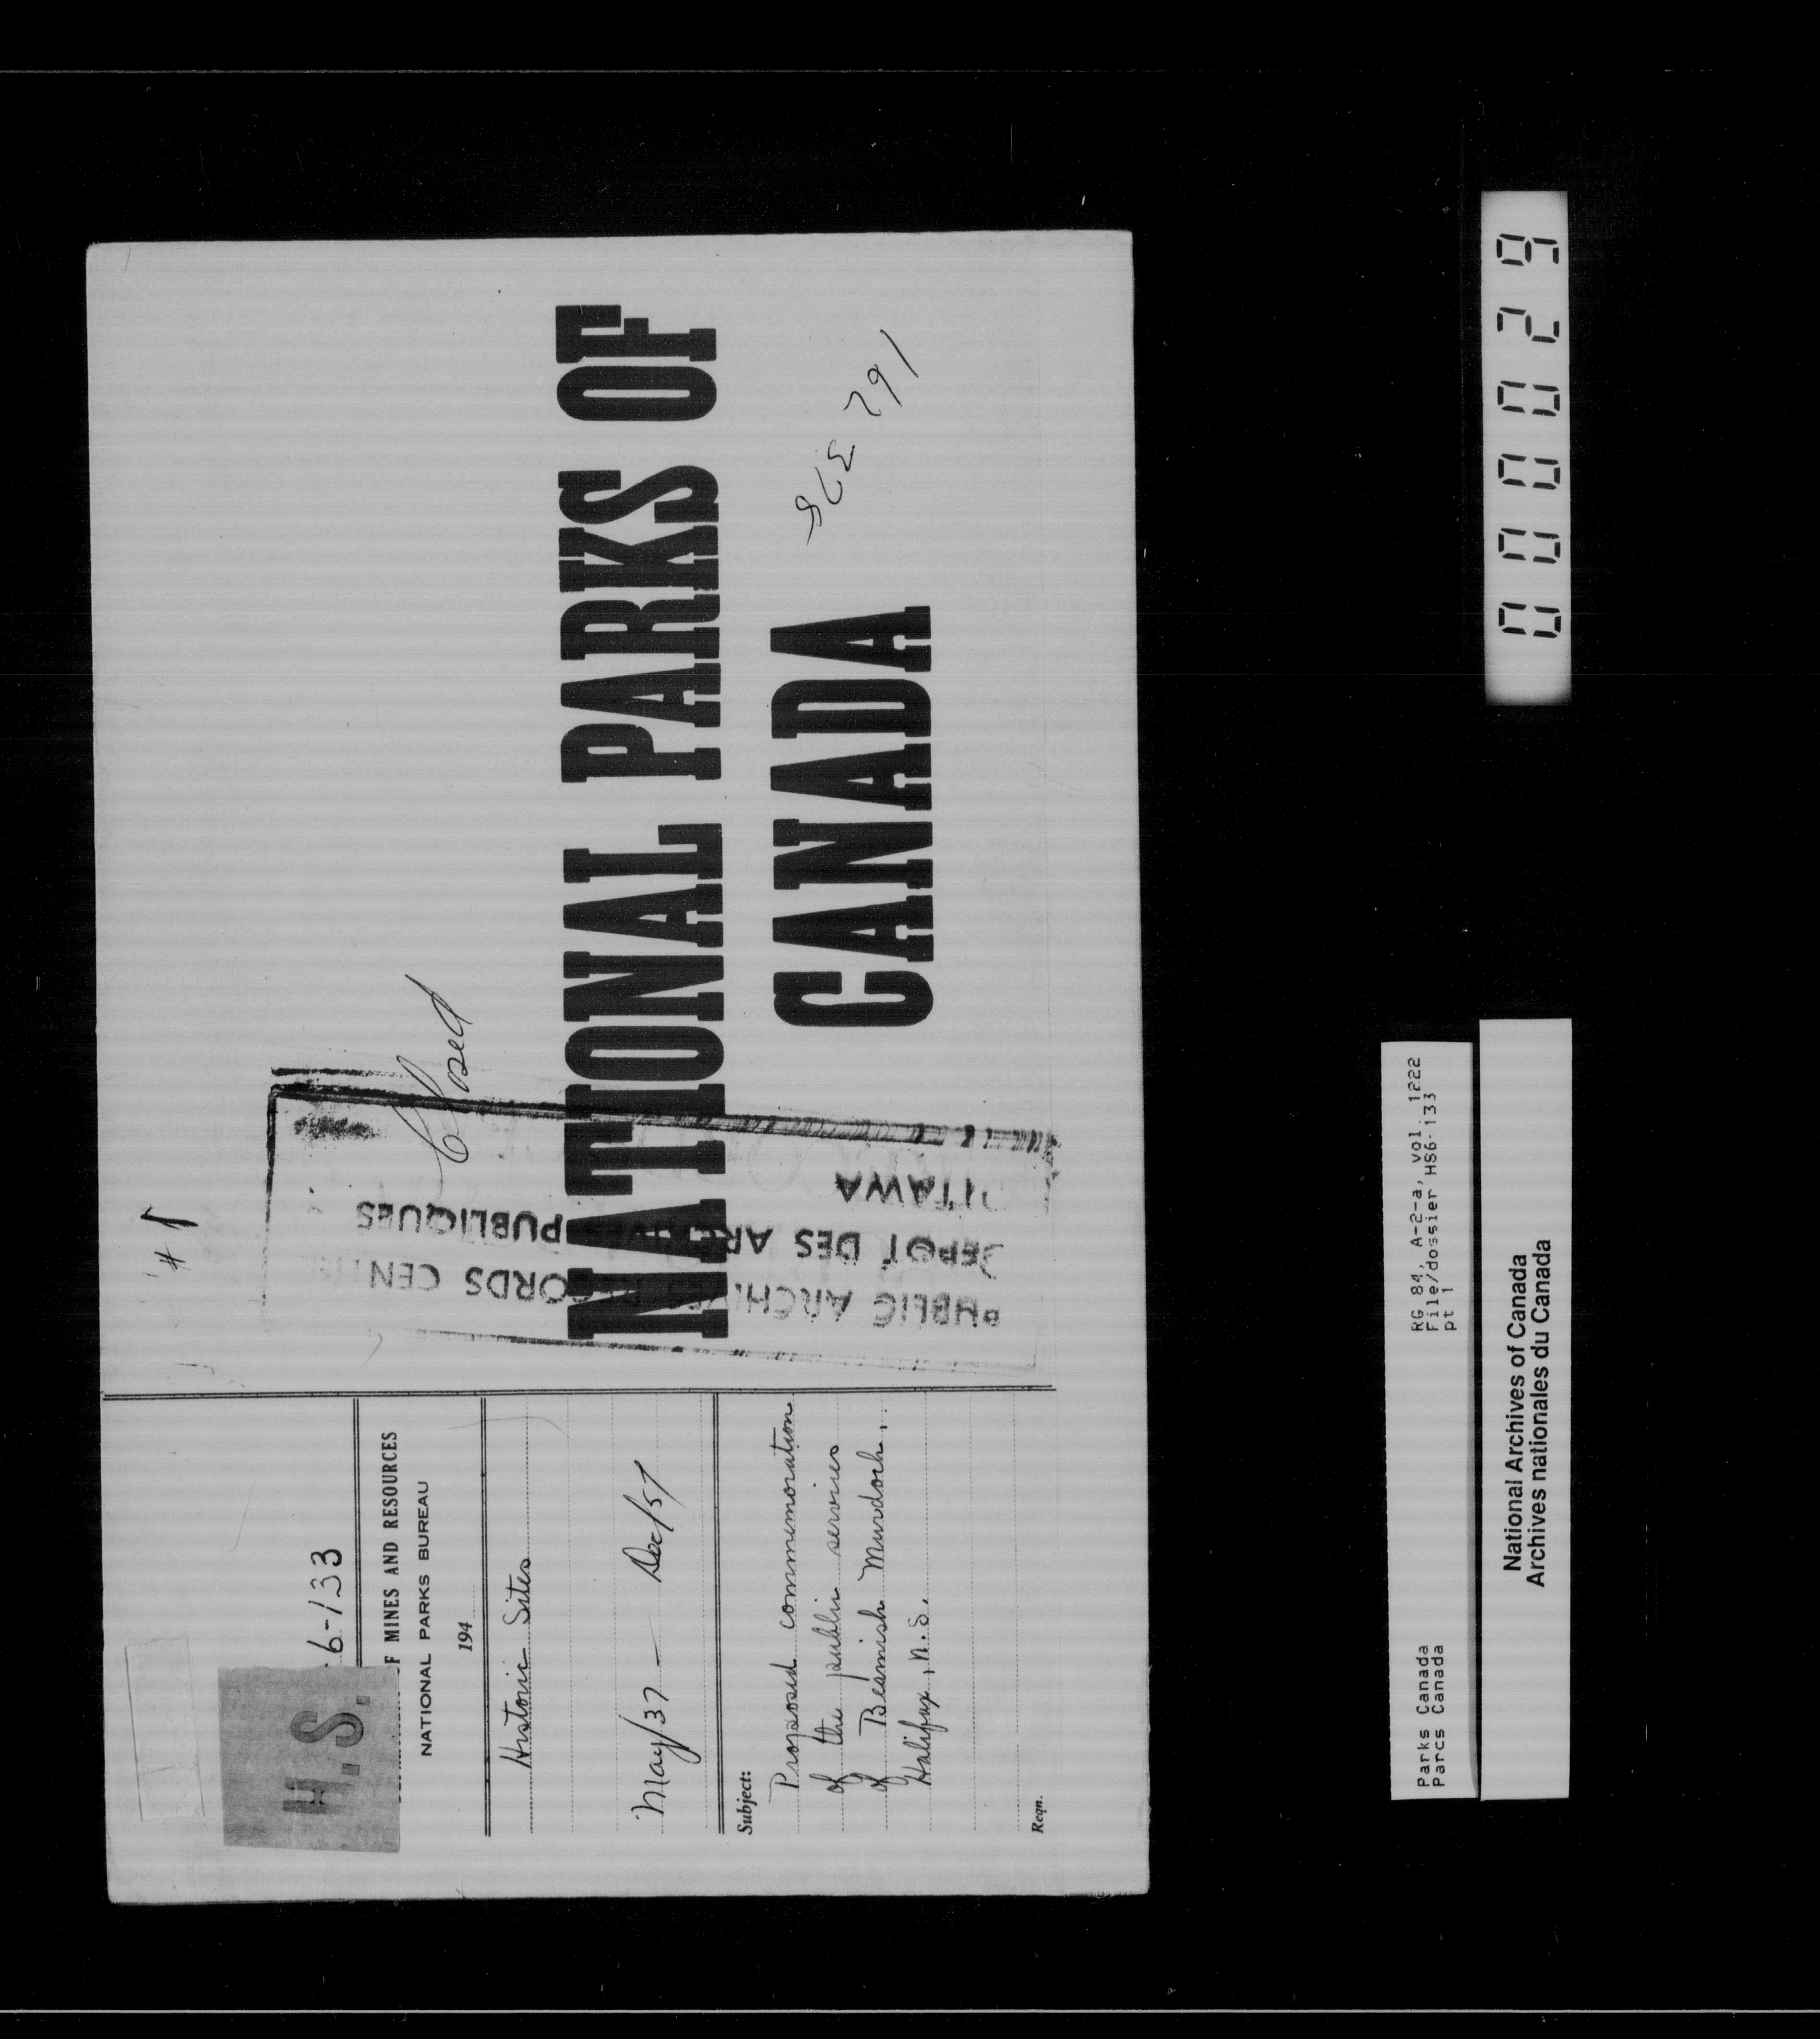 H.S. 6-133
OF MINES AND RESOURCES
NATIONAL PARKS BUREAU
194
Historic Sites
May/37 — Dec/57
Subject:
Proposed commemoration
of the public services
of Beamish Murdoch,
Halifax, N.S.
Reqn.
# 1
Closed
NATIONAL PARKS OF
CANADA
162
PUBLIC ARCHIVES RECORDS CENTRE
DEPOT DES ARCHIVES PUBLIQUES
OTTAWA
Parks Canada
Parcs Canada
RG 84, A-2-a, vol. 1222
File/dossier HS6-133
pt 1
National Archives of Canada
Archives nationales du Canada
000029